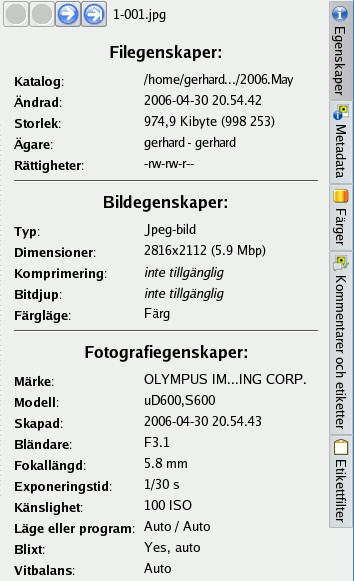 1-001.jpg
Filegenskaper:
Katalog: /home/gerhard.../2006.May
Ändrad: 2006-04-30 20.54.42
Storlek: 974,9 Kibyte (998 253)
Ägare: gerhard - gerhard
Rättigheter: -rw-rw-r--
Bildegenskaper:
Typ: Jpeg-bild
Dimensioner: 2816x2112 (5.9 Mbp)
Komprimering: inte tillgänglig
Bitdjup: inte tillgänglig
Färgläge: Färg
Fotografiegenskaper:
Märke: OLYMPUS IM...ING CORP.
Modell: uD600,S600
Skapad: 2006-04-30 20.54.43
Bländare: F3.1
Fokallängd: 5.8 mm
Exponeringstid: 1/30 s
Känslighet: 100 ISO
Läge eller program: Auto / Auto
Blixt: Yes, auto
Vitbalans: Auto
Egenskaper
Metadata
Färger
Kommentarer och etiketter
Etikettfilter